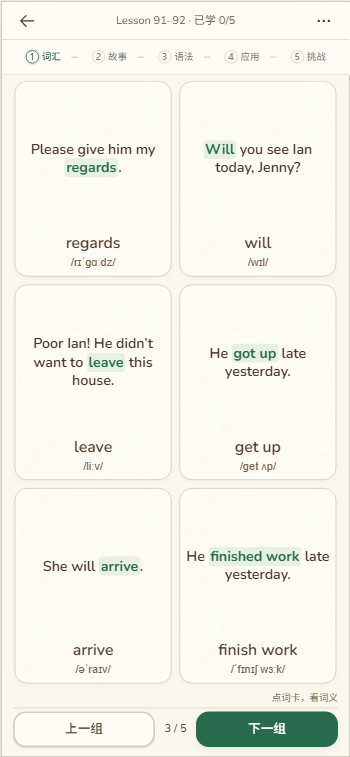 Lesson 91–92 · 已学 0/5
1 词汇 – 2 故事 – 3 语法 – 4 应用 – 5 挑战
Please give him my
regards.
regards
/rɪˈɡɑːdz/
Will you see Ian
today, Jenny?
will
/wɪl/
Poor Ian! He didn't
want to leave this
house.
leave
/liːv/
He got up late
yesterday.
get up
/ɡet ʌp/
She will arrive.
arrive
/əˈraɪv/
He finished work late
yesterday.
finish work
/ˈfɪnɪʃ wɜːk/
点词卡，看词义
上一组
3 / 5
下一组